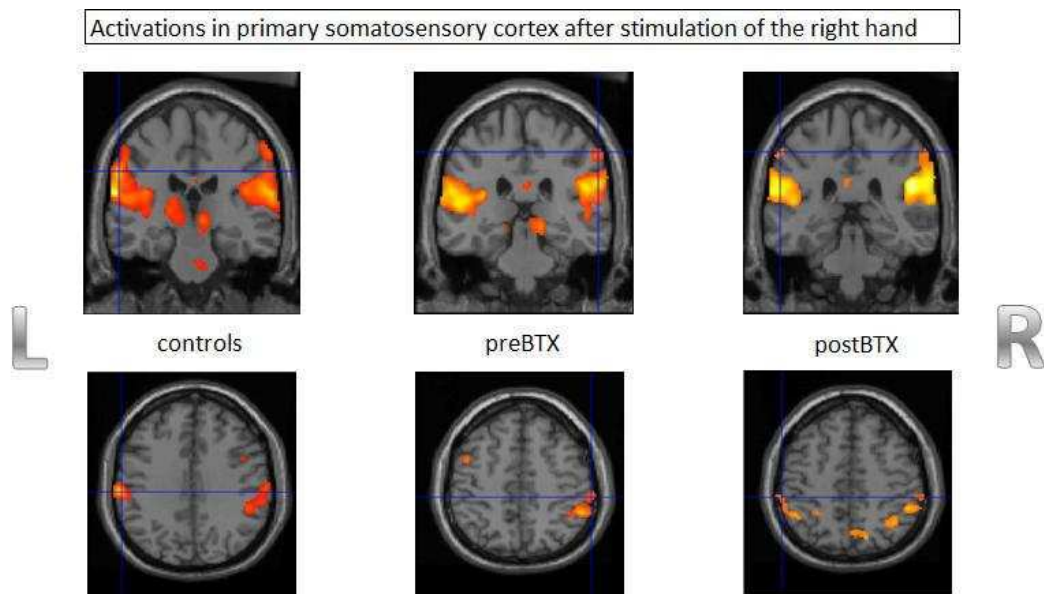 Activations in primary somatosensory cortex after stimulation of the right hand
L
R
controls
preBTX
postBTX